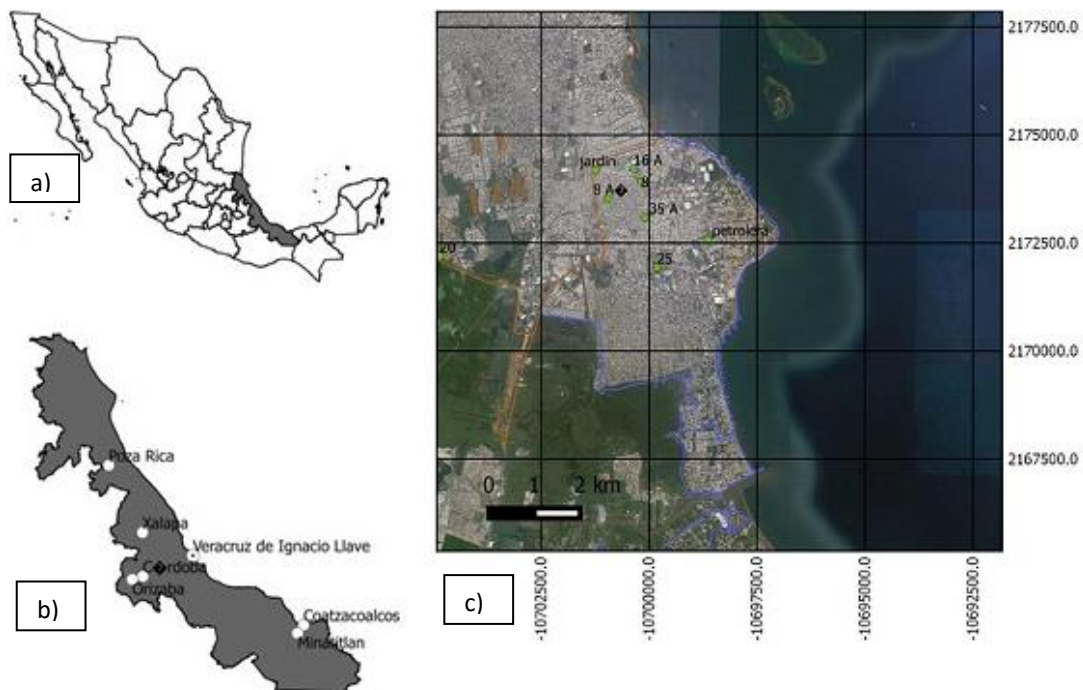 a)
b)
Poza Rica
Xalapa
Veracruz de Ignacio Llave
C�rdoba
Orizaba
Coatzacoalcos
Minatitlan
c)
jardin
16 A
8
8 A �
35 A
petrolera
20
25
0 1 2 km
2177500.0
2175000.0
2172500.0
2170000.0
2167500.0
-10702500.0
-10700000.0
-10697500.0
-10695000.0
-10692500.0